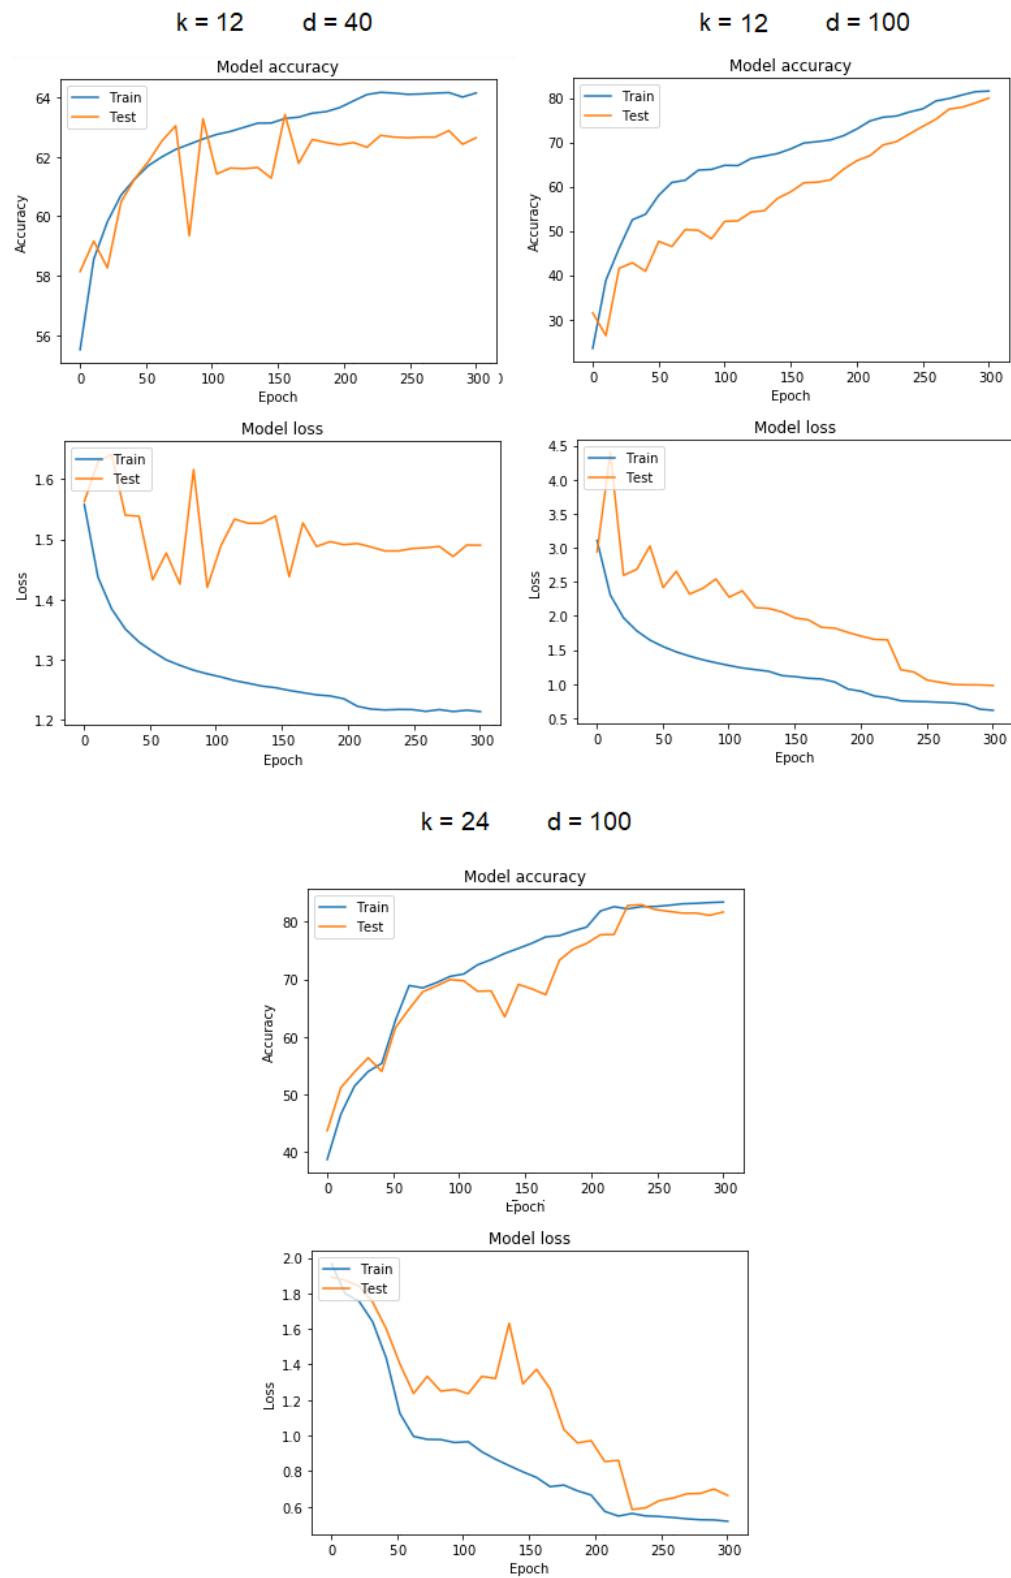 k = 12 d = 40
Model accuracy
Train
Test
64
62
60
58
56
Accuracy
0 50 100 150 200 250 300 0
Epoch
Model loss
Train
Test
1.6
1.5
1.4
1.3
1.2
Loss
0 50 100 150 200 250 300
Epoch
k = 12 d = 100
Model accuracy
Train
Test
80
70
60
50
40
30
Accuracy
0 50 100 150 200 250 300
Epoch
Model loss
Train
Test
4.5
4.0
3.5
3.0
2.5
2.0
1.5
1.0
0.5
Loss
0 50 100 150 200 250 300
Epoch
k = 24 d = 100
Model accuracy
Train
Test
80
70
60
50
40
Accuracy
0 50 100 150 200 250 300
Epoch
Model loss
Train
Test
2.0
1.8
1.6
1.4
1.2
1.0
0.8
0.6
Loss
0 50 100 150 200 250 300
Epoch